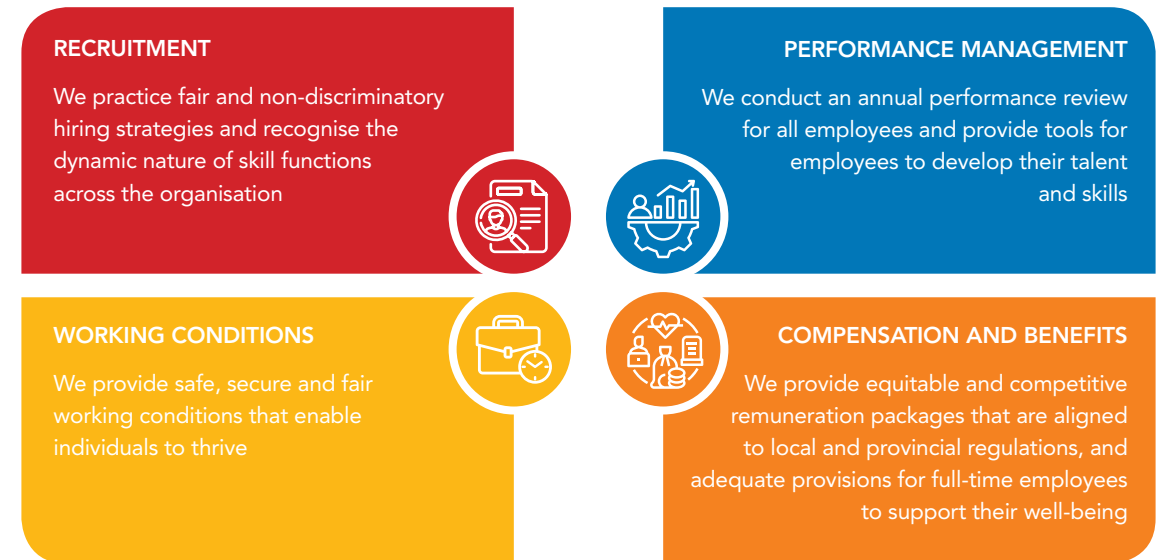 RECRUITMENT
We practice fair and non-discriminatory
hiring strategies and recognise the
dynamic nature of skill functions
across the organisation
PERFORMANCE MANAGEMENT
We conduct an annual performance review
for all employees and provide tools for
employees to develop their talent
and skills
WORKING CONDITIONS
We provide safe, secure and fair
working conditions that enable
individuals to thrive
COMPENSATION AND BENEFITS
We provide equitable and competitive
remuneration packages that are aligned
to local and provincial regulations, and
adequate provisions for full-time employees
to support their well-being